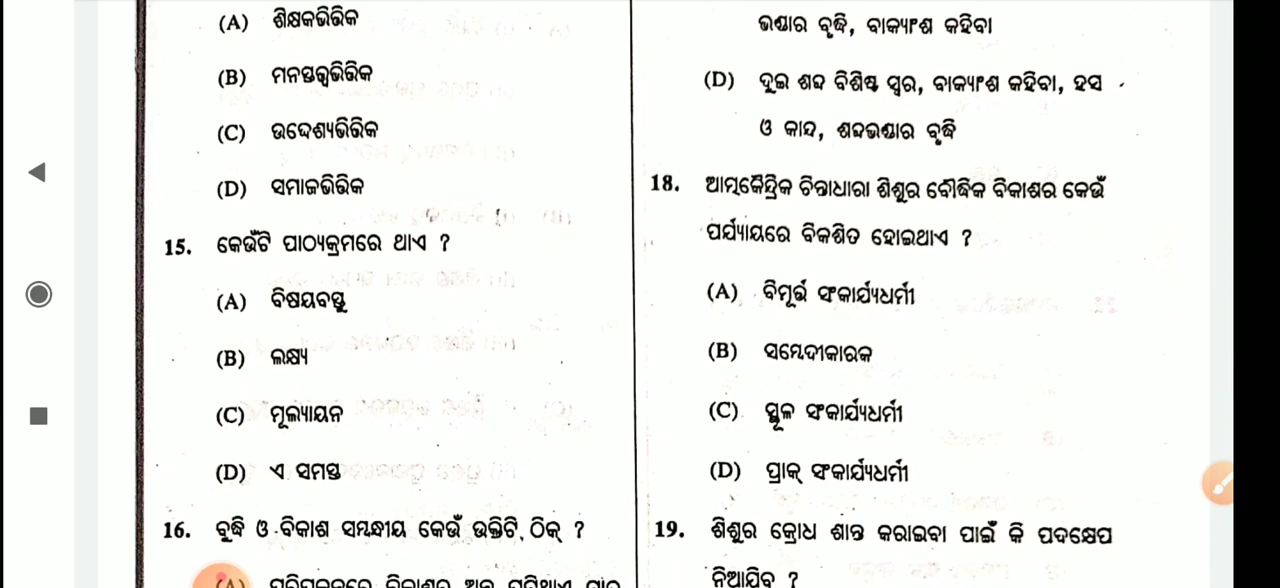 (A) ଶିକ୍ଷକଭିତ୍ତିକ
(B) ମନସ୍ତତ୍ତ୍ୱଭିତ୍ତିକ
(C) ଉଦ୍ଦେଶ୍ୟଭିତ୍ତିକ
(D) ସମାଜଭିତ୍ତିକ
15. କେଉଁଟି ପାଠ୍ୟକ୍ରମରେ ଥାଏ ?
(A) ବିଷୟବସ୍ତୁ
(B) ଲକ୍ଷ୍ୟ
(C) ମୂଲ୍ୟାୟନ
(D) ଏ ସମସ୍ତ
16. ବୃଦ୍ଧି ଓ ବିକାଶ ସମ୍ବନ୍ଧୀୟ କେଉଁ ଉକ୍ତିଟି ଠିକ୍ ?
(A)
ଭଣ୍ଡାର ବୃଦ୍ଧି, ବାକ୍ୟାଂଶ କହିବା
(D) ଦୁଇ ଶବ୍ଦ ବିଶିଷ୍ଟ ସ୍ୱର, ବାକ୍ୟାଂଶ କହିବା, ହସ
ଓ କାନ୍ଦ, ଶବ୍ଦଭଣ୍ଡାର ବୃଦ୍ଧି
18. ଆତ୍ମକୈନ୍ଦ୍ରିକ ଚିନ୍ତାଧାରା ଶିଶୁର ବୌଦ୍ଧିକ ବିକାଶର କେଉଁ
ପର୍ଯ୍ୟାୟରେ ବିକଶିତ ହୋଇଥାଏ ?
(A) ବିମୂର୍ତ୍ତ ସଂକାର୍ଯ୍ୟଧର୍ମୀ
(B) ସମ୍ୱେଦୀକାରକ
(C) ସ୍ଥୂଳ ସଂକାର୍ଯ୍ୟଧର୍ମୀ
(D) ପ୍ରାକ୍ ସଂକାର୍ଯ୍ୟଧର୍ମୀ
19. ଶିଶୁର କ୍ରୋଧ ଶାନ୍ତ କରାଇବା ପାଇଁ କି ପଦକ୍ଷେପ
ନିଆଯିବ ?